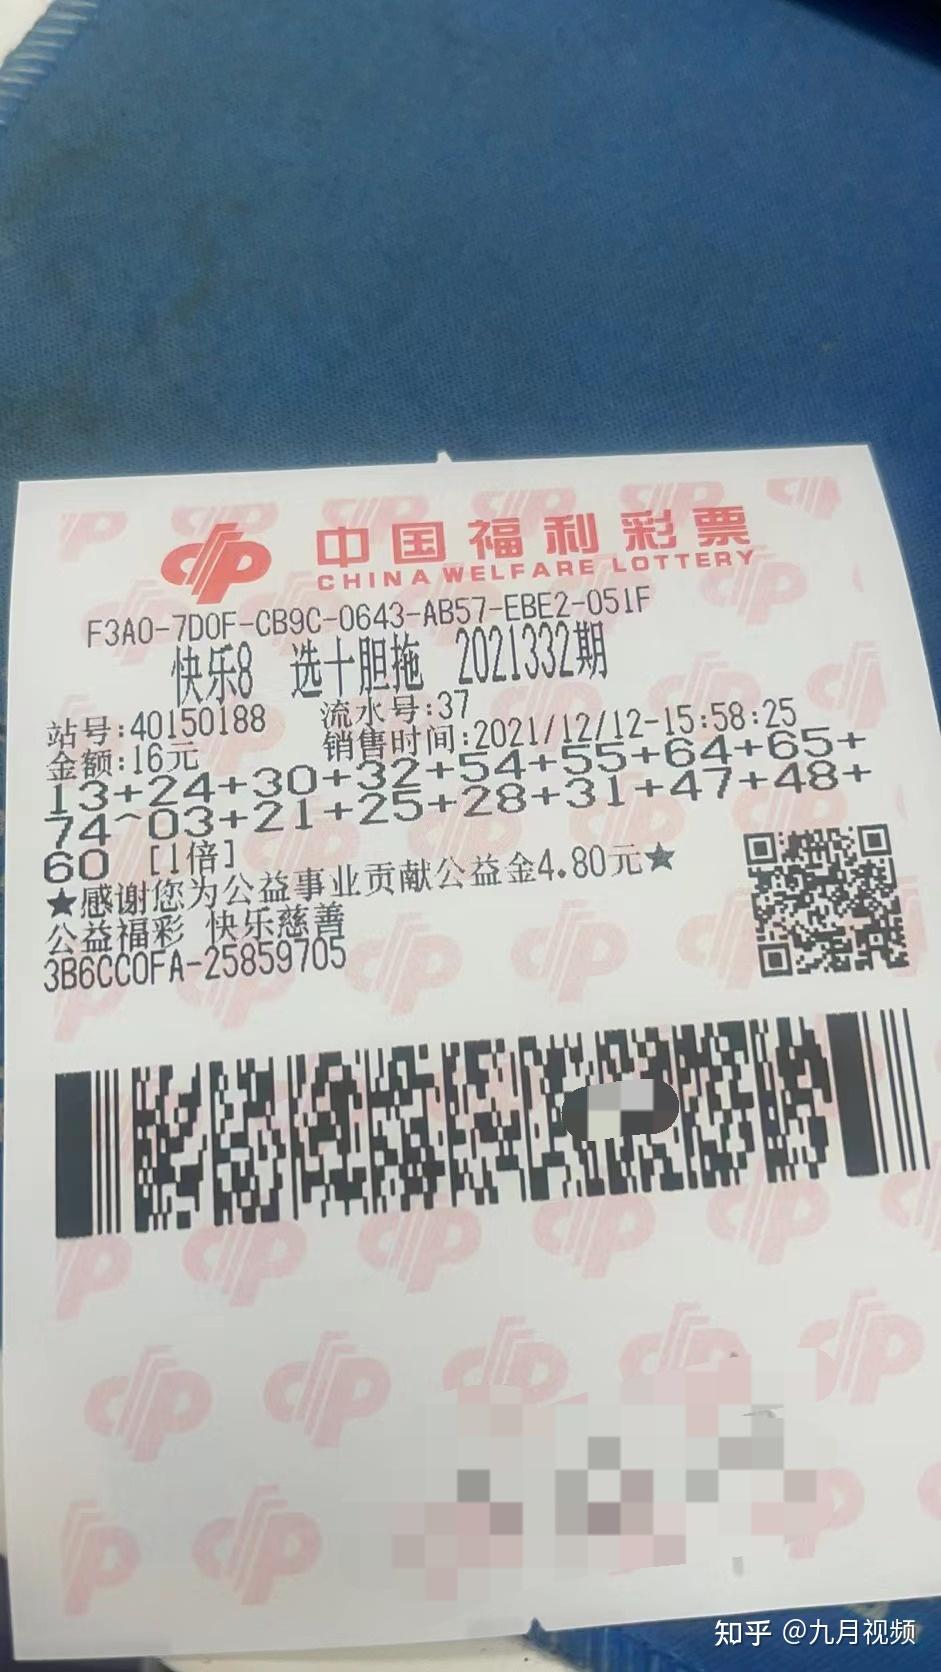 中国福利彩票
CHINA WELFARE LOTTERY
F3A0-7D0F-CB9C-0643-AB57-EBE2-051F
快乐8 选十胆拖 2021332期
站号:40150188 流水号:37
金额:16元 销售时间:2021/12/12-15:58:25
13+24+30+32+54+55+64+65+
74~03+21+25+28+31+47+48+
60 [1倍]
★感谢您为公益事业贡献公益金4.80元★
公益福彩 快乐慈善
3B6CC0FA-25859705
知乎 @九月视频